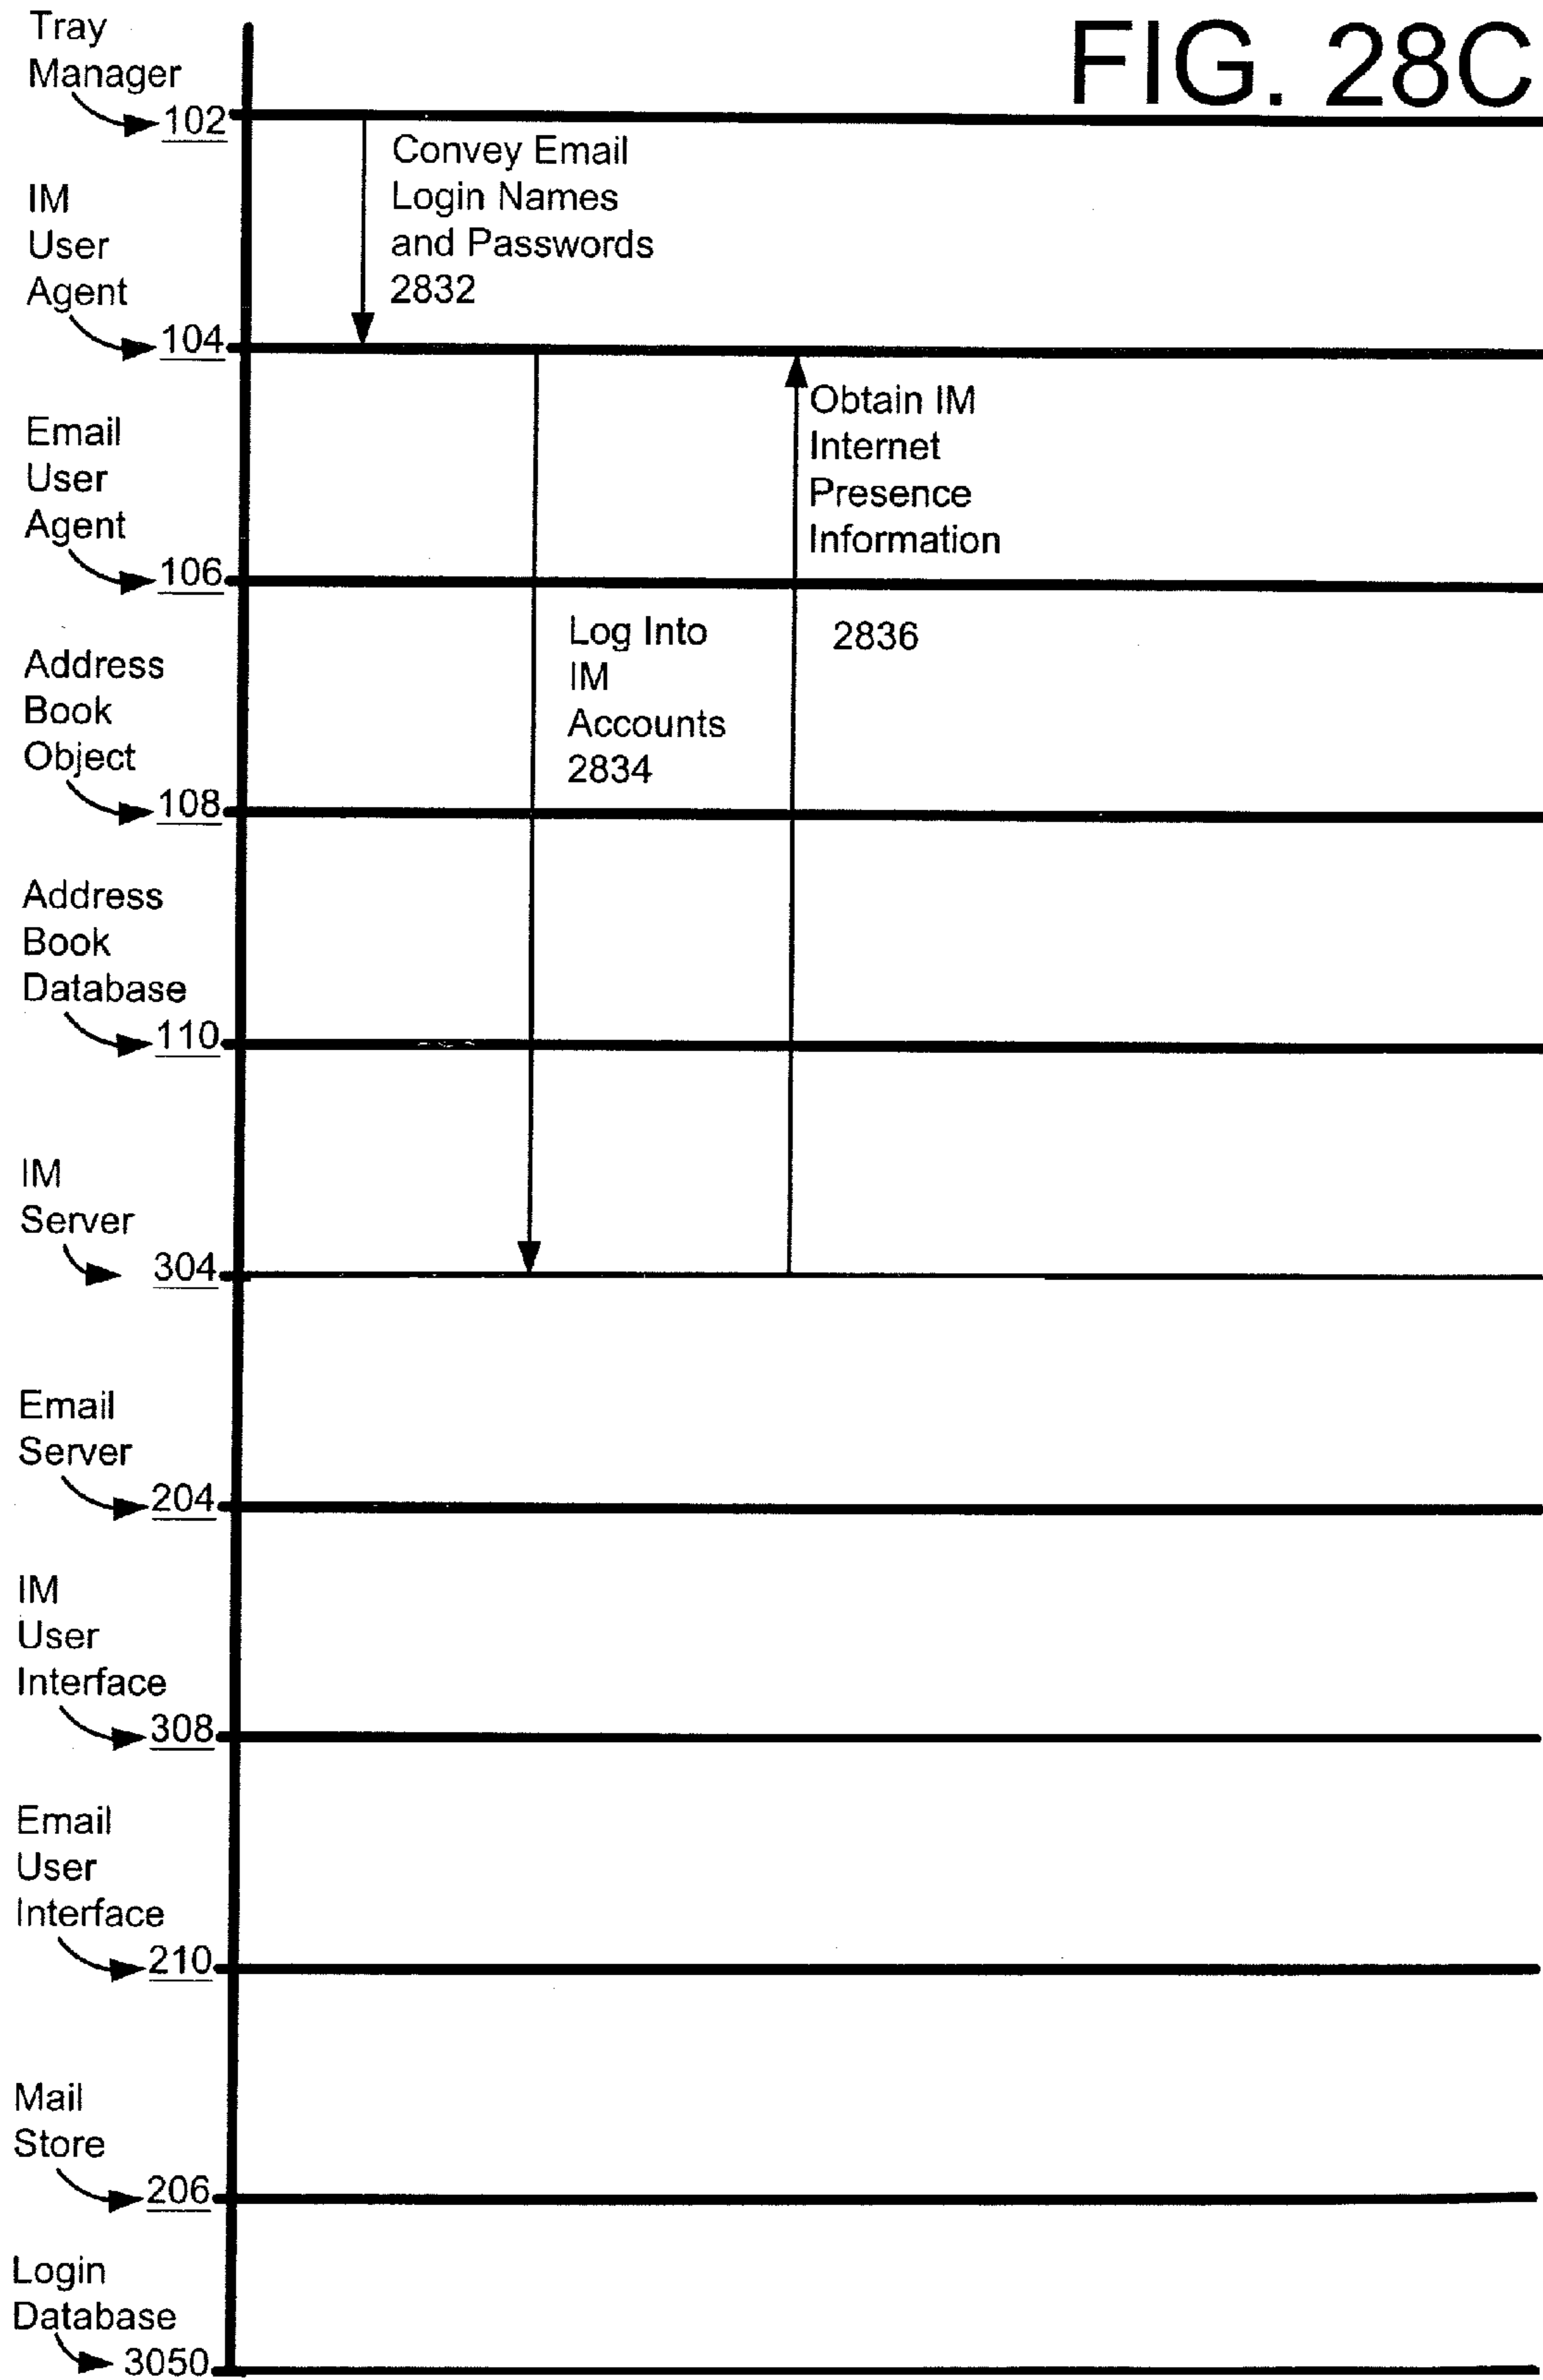 FIG. 28C
Tray
Manager
102
Convey Email
Login Names
and Passwords
2832
IM
User
Agent
104
Obtain IM
Internet
Presence
Information
2836
Email
User
Agent
106
Log Into
IM
Accounts
2834
Address
Book
Object
108
Address
Book
Database
110
IM
Server
304
Email
Server
204
IM
User
Interface
308
Email
User
Interface
210
Mail
Store
206
Login
Database
3050